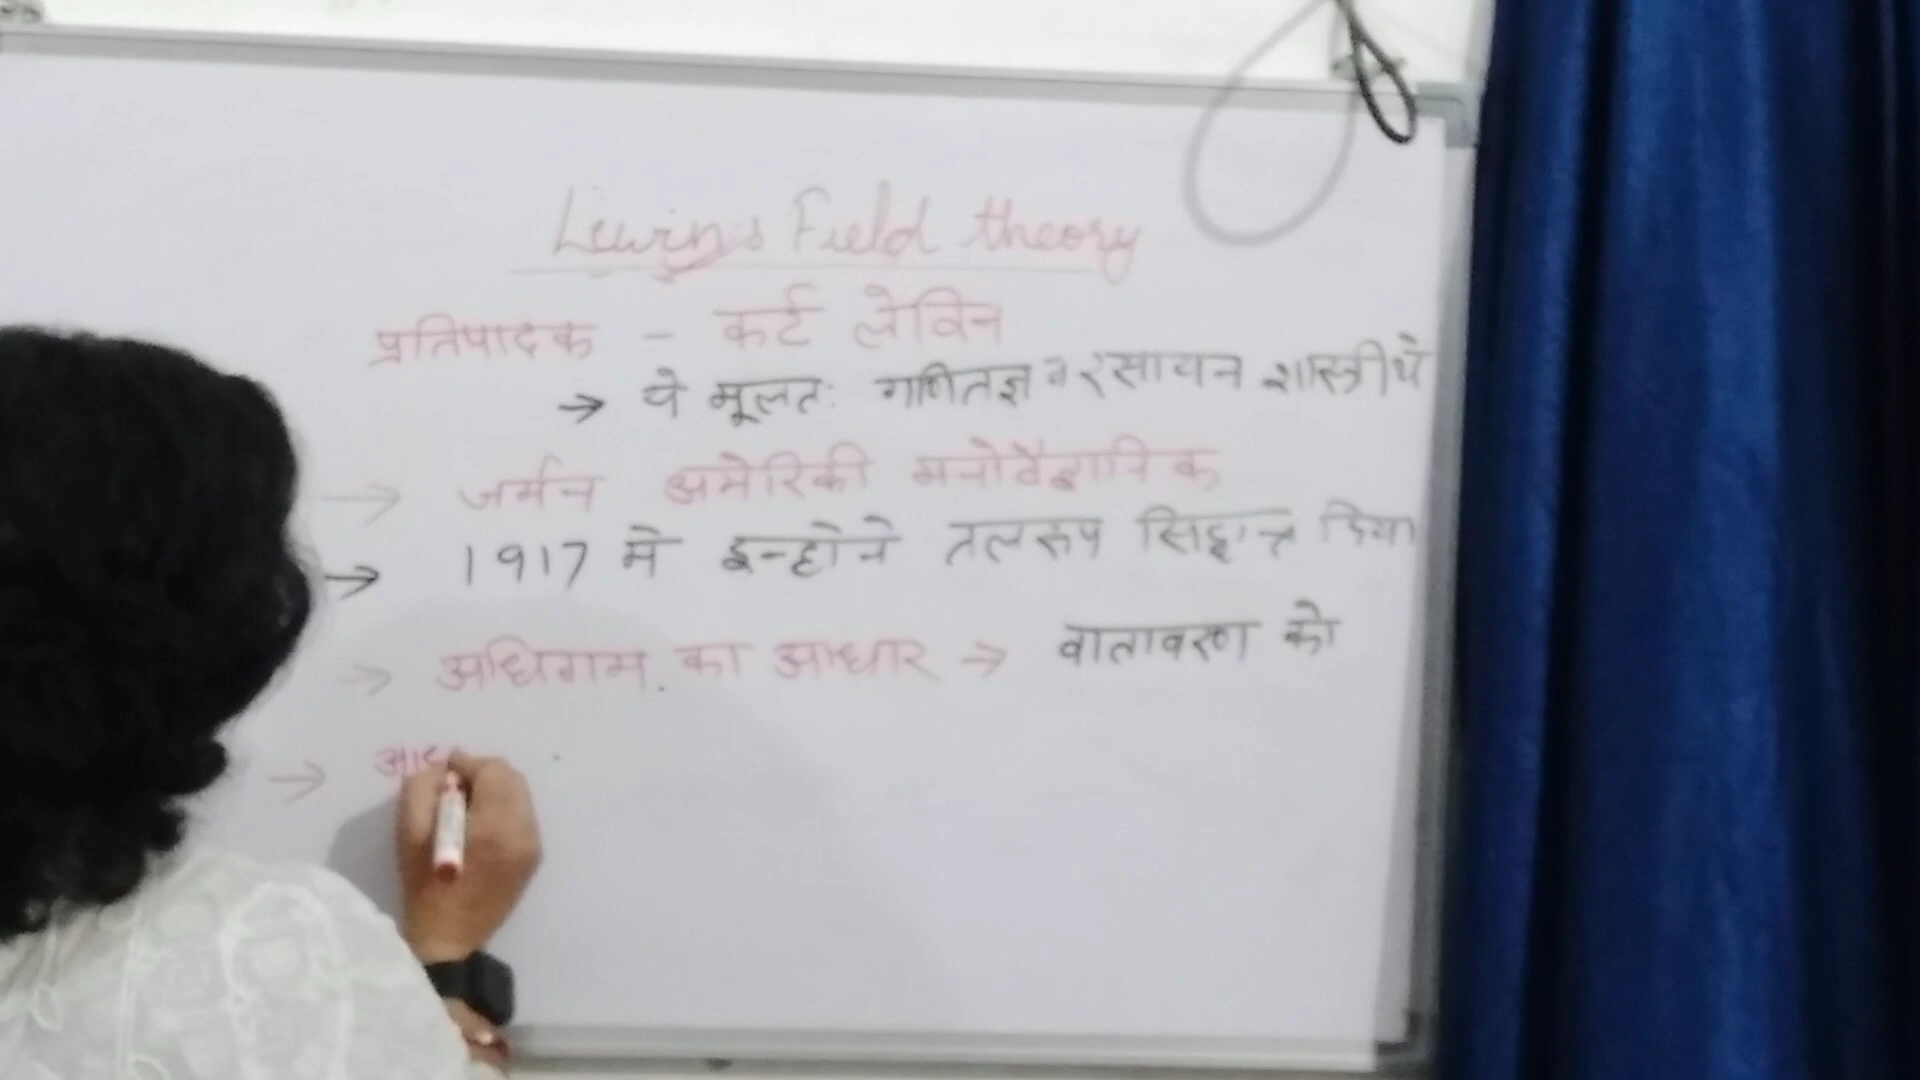 Lewin's Field theory
प्रतिपादक - कर्ट लेविन
→ ये मूलतः गणितज्ञ व रसायन शास्त्री थे
→ जर्मन अमेरिकी मनोवैज्ञानिक
→ 1917 मे इन्होने तलरूप सिद्धान्त दिया
→ अधिगम का आधार → वातावरण को
→